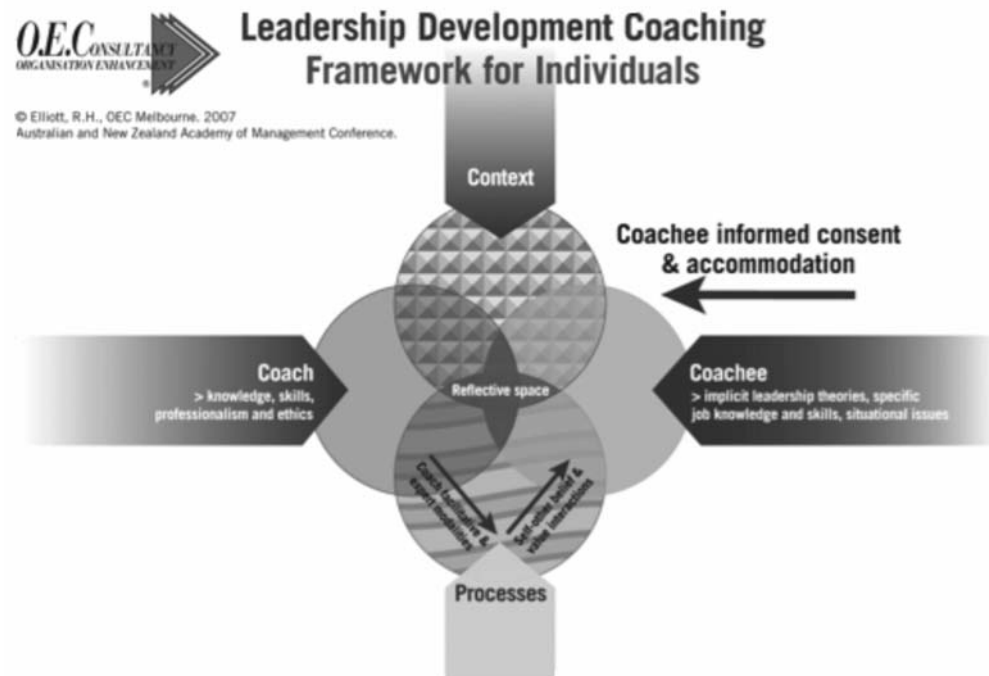 O.E.CONSULTANCY
ORGANISATION ENHANCEMENT
®
Leadership Development Coaching
Framework for Individuals
© Elliott, R.H., OEC Melbourne. 2007
Australian and New Zealand Academy of Management Conference.
Context
Coachee informed consent
& accommodation
Coach
> knowledge, skills,
professionalism and ethics
Reflective space
Coachee
> implicit leadership theories, specific
job knowledge and skills, situational issues
Coach facilitative &
expert modalities
Self-other belief &
value interactions
Processes